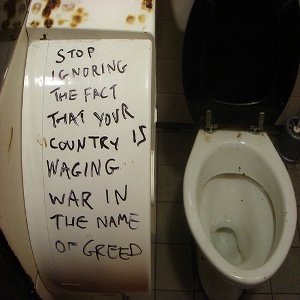 STOP
IGNORING
THE FACT
THAT YOUR
COUNTRY IS
WAGING
WAR IN
THE NAME
OF GREED